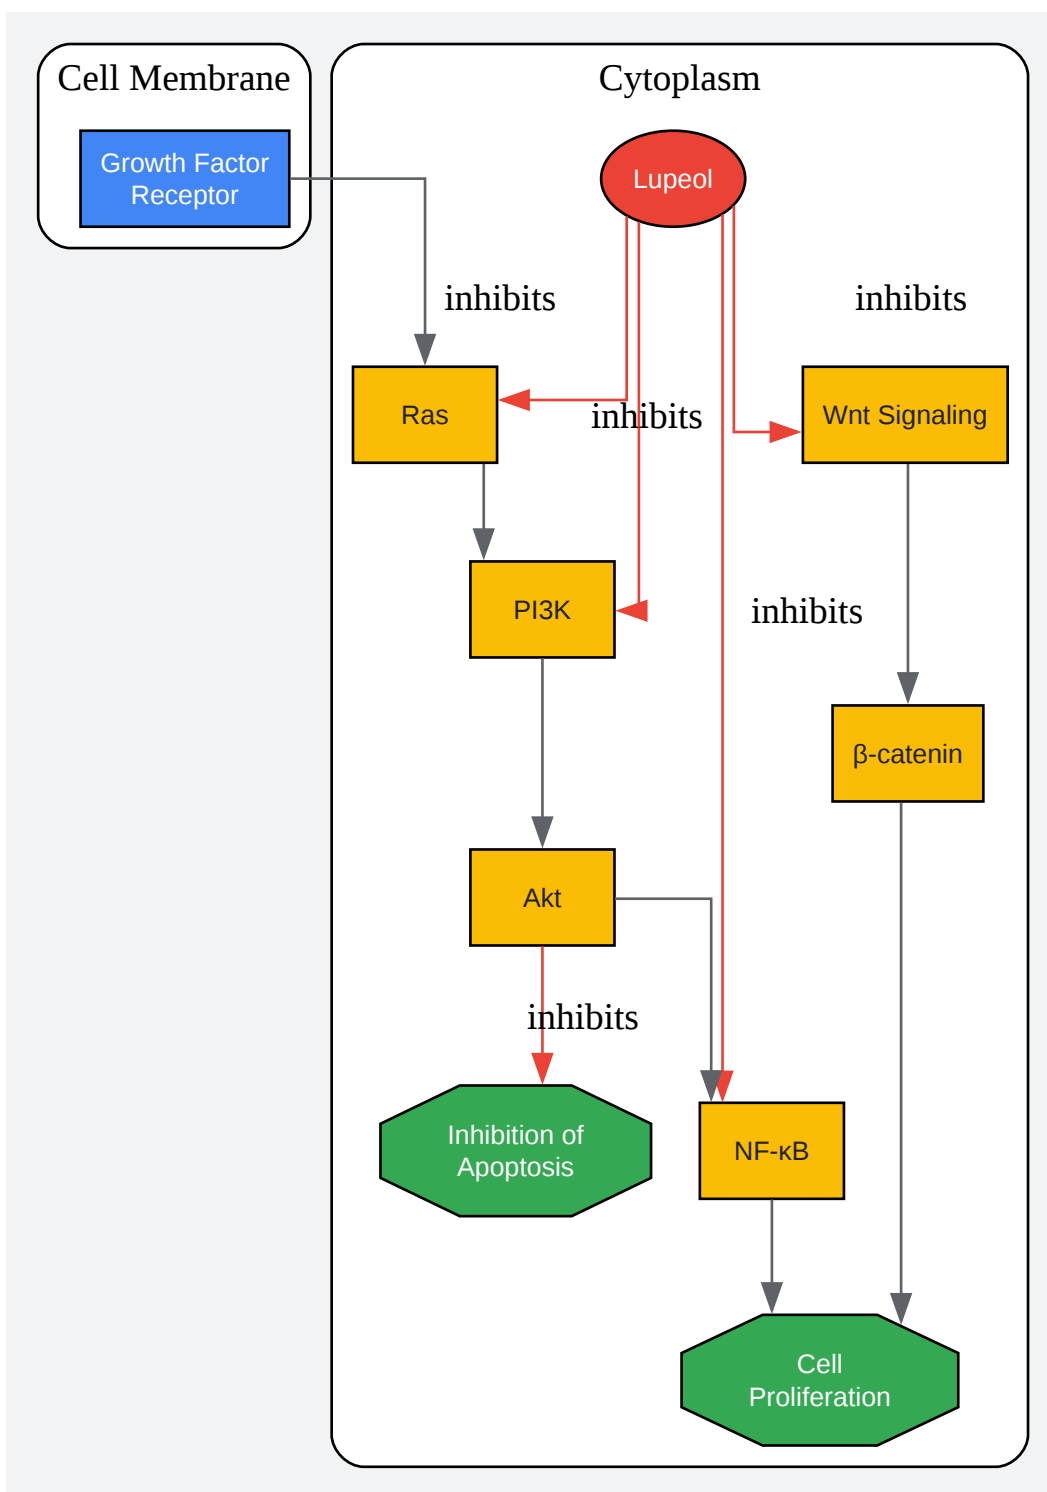 Cell Membrane
Cytoplasm
Growth Factor
Receptor
Lupeol
inhibits
inhibits
Ras
inhibits
Wnt Signaling
PI3K
inhibits
β-catenin
Akt
inhibits
Inhibition of
Apoptosis
NF-κB
Cell
Proliferation